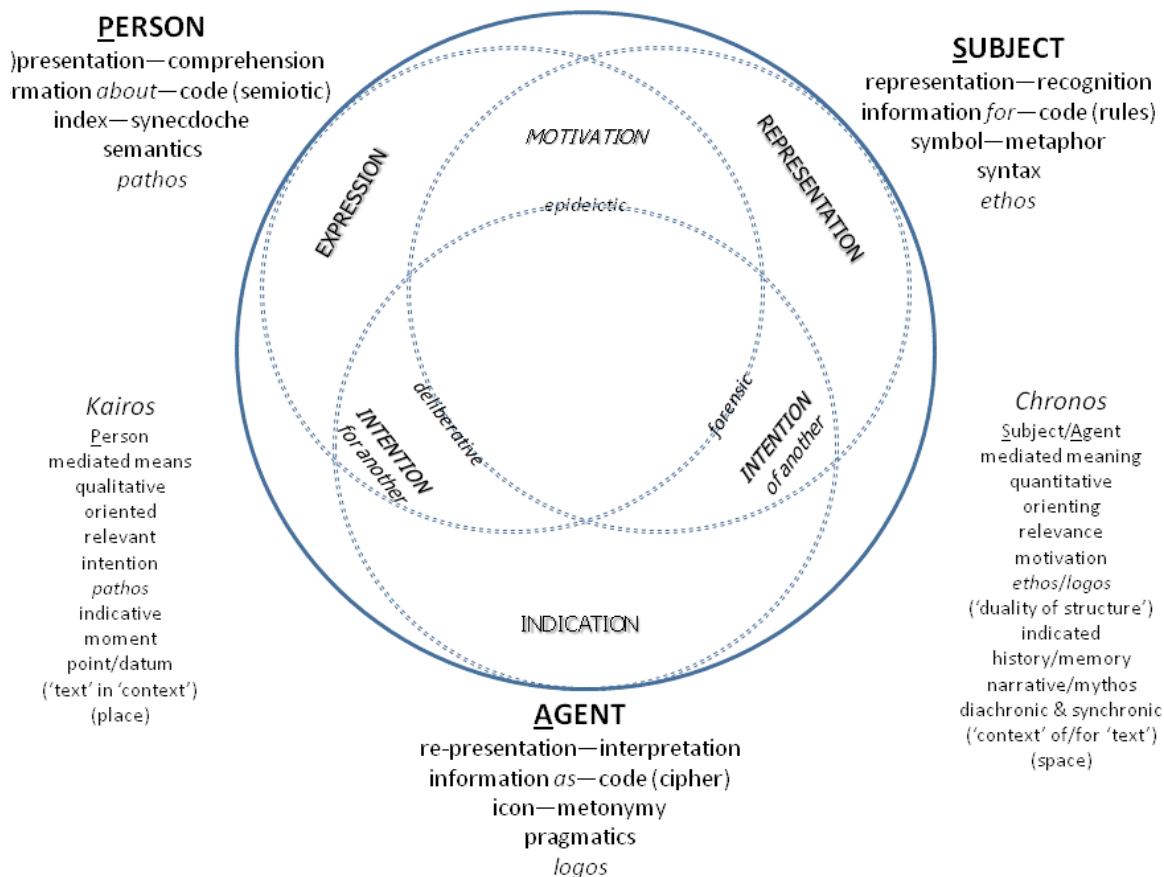 PERSON
)presentation—comprehension
rmation about—code (semiotic)
index—synecdoche
semantics
pathos
SUBJECT
representation—recognition
information for—code (rules)
symbol—metaphor
syntax
ethos
MOTIVATION
EXPRESSION
REPRESENTATION
epideictic
deliberative
forensic
INTENTION
for another
INTENTION
of another
INDICATION
Kairos
Person
mediated means
qualitative
oriented
relevant
intention
pathos
indicative
moment
point/datum
(‘text’ in ‘context’)
(place)
Chronos
Subject/Agent
mediated meaning
quantitative
orienting
relevance
motivation
ethos/logos
(‘duality of structure’)
indicated
history/memory
narrative/mythos
diachronic & synchronic
(‘context’ of/for ‘text’)
(space)
AGENT
re-presentation—interpretation
information as—code (cipher)
icon—metonymy
pragmatics
logos